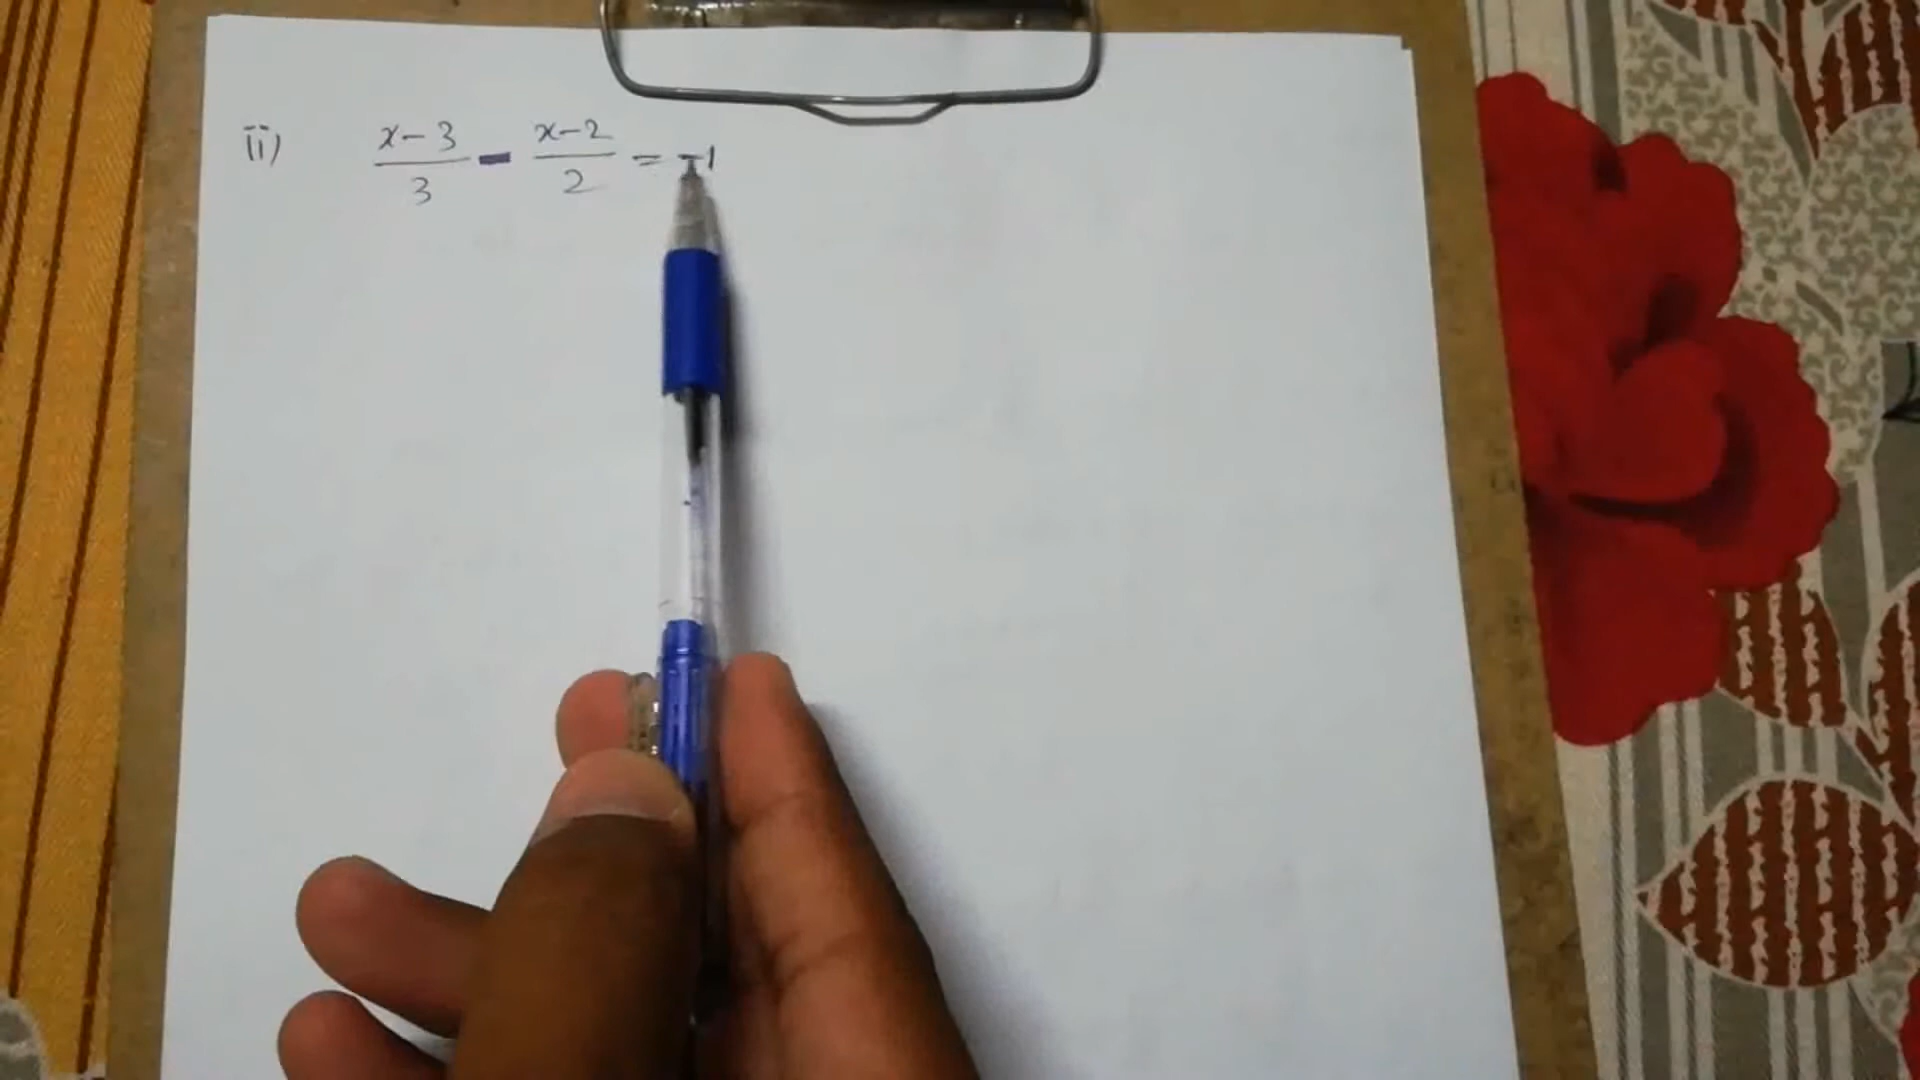 ii) x-3/3 - x-2/2 = -1